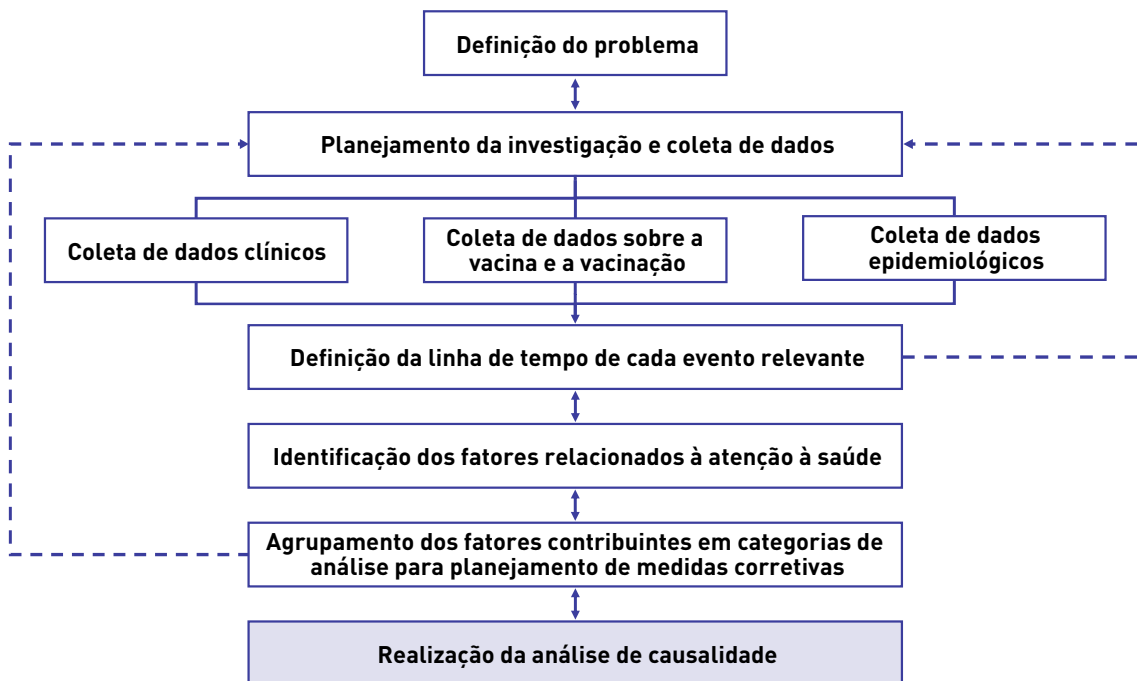 Definição do problema
Planejamento da investigação e coleta de dados
Coleta de dados clínicos
Coleta de dados sobre a
vacina e a vacinação
Coleta de dados
epidemiológicos
Definição da linha de tempo de cada evento relevante
Identificação dos fatores relacionados à atenção à saúde
Agrupamento dos fatores contribuintes em categorias de
análise para planejamento de medidas corretivas
Realização da análise de causalidade